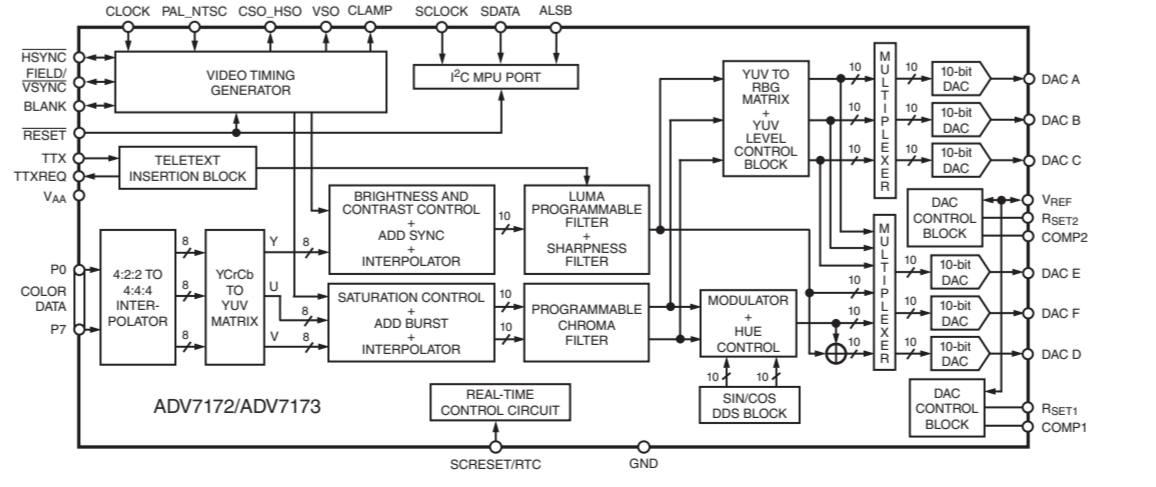 CLOCK PAL_NTSC CSO_HSO VSO CLAMP SCLOCK SDATA ALSB
HSYNC
FIELD/
VSYNC
BLANK
RESET
TTX
TTXREQ
VAA
P0
COLOR
DATA
P7
VIDEO TIMING
GENERATOR
I2C MPU PORT
TELETEXT
INSERTION BLOCK
4:2:2 TO
4:4:4
INTER-
POLATOR
8
8
8
YCrCb
TO
YUV
MATRIX
Y
8
U
8
V
8
BRIGHTNESS AND
CONTRAST CONTROL
+
ADD SYNC
+
INTERPOLATOR
10
SATURATION CONTROL
+
ADD BURST
+
INTERPOLATOR
10
10
LUMA
PROGRAMMABLE
FILTER
+
SHARPNESS
FILTER
PROGRAMMABLE
CHROMA
FILTER
YUV TO
RBG
MATRIX
+
YUV
LEVEL
CONTROL
BLOCK
10
10
10
MULTIPLEXER
10
10
10
10-bit
DAC
10-bit
DAC
10-bit
DAC
DAC A
DAC B
DAC C
DAC
CONTROL
BLOCK
VREF
RSET2
COMP2
MODULATOR
+
HUE
CONTROL
10
10
SIN/COS
DDS BLOCK
10
10
10
MULTIPLEXER
10
10
10
10-bit
DAC
10-bit
DAC
10-bit
DAC
DAC E
DAC F
DAC D
DAC
CONTROL
BLOCK
RSET1
COMP1
REAL-TIME
CONTROL CIRCUIT
ADV7172/ADV7173
SCRESET/RTC
GND